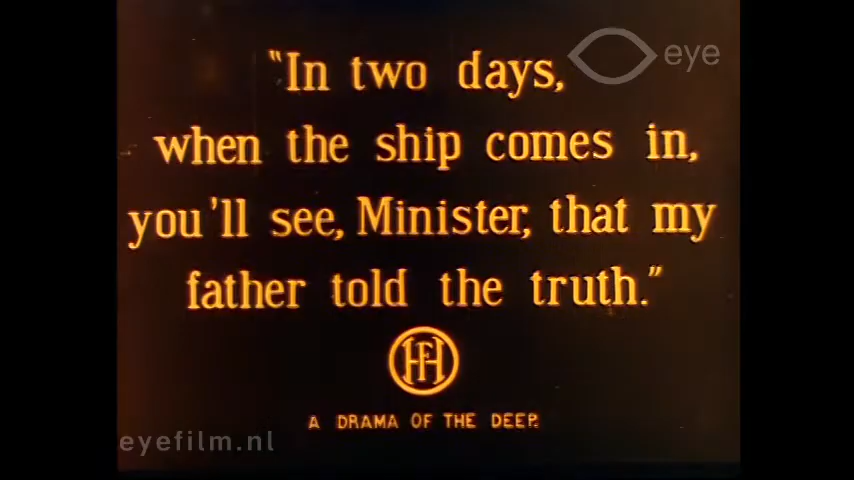 "In two days,
when the ship comes in,
you'll see, Minister, that my
father told the truth."
HFH
A DRAMA OF THE DEEP.
eye
eyefilm.nl